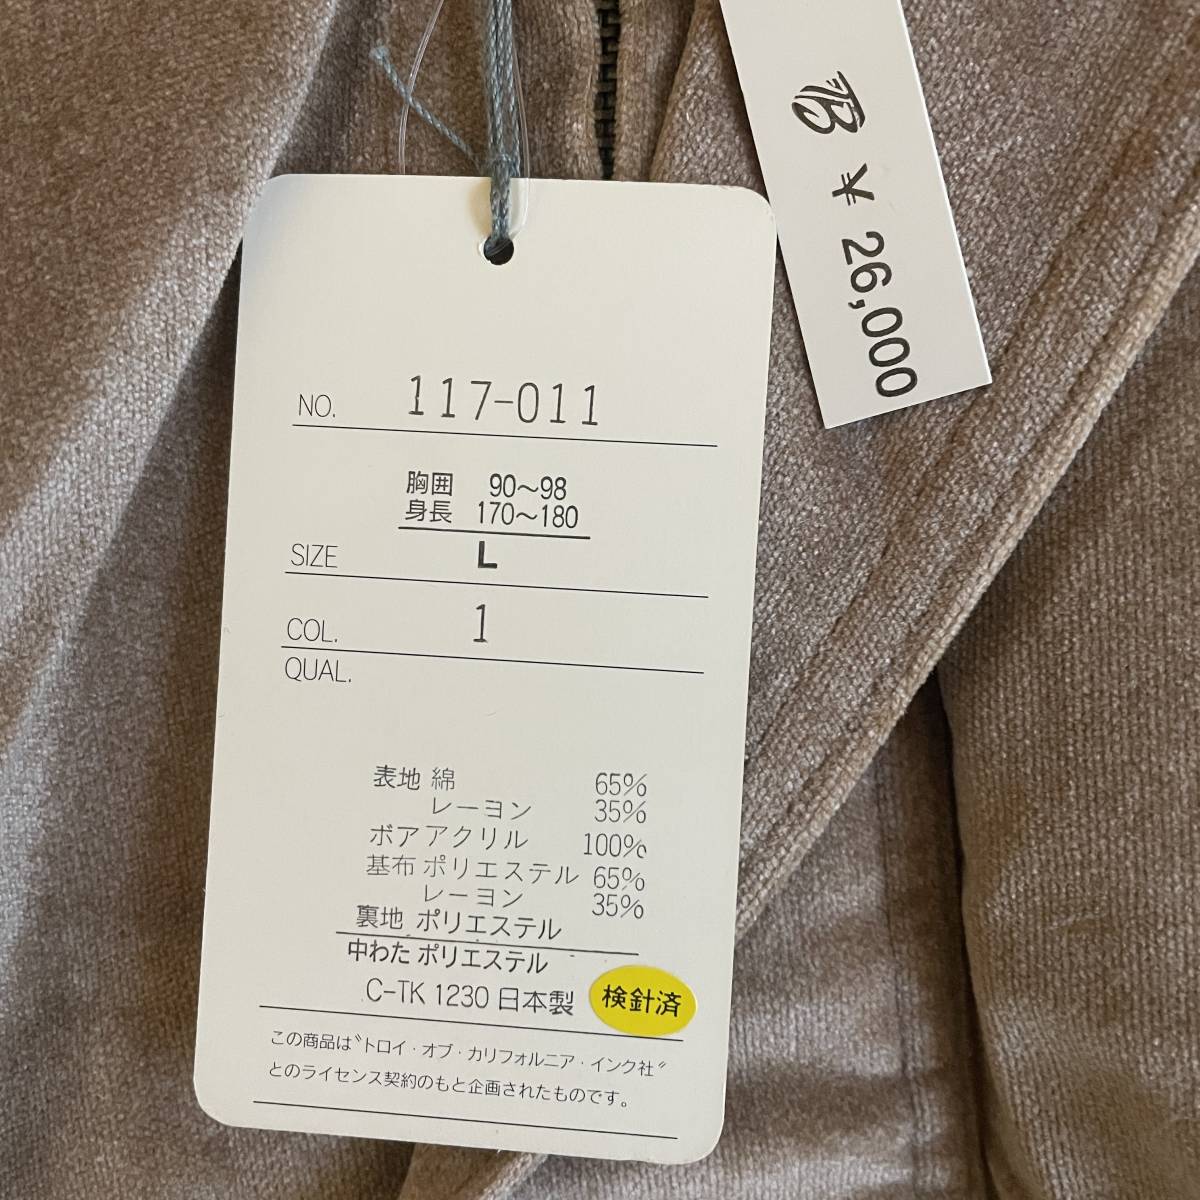 TB ¥26,000
NO. 117-011
胸囲 90～98
身長 170～180
SIZE L
COL. 1
QUAL.
表地 綿 65%
レーヨン 35%
ボア アクリル 100%
基布 ポリエステル 65%
レーヨン 35%
裏地 ポリエステル
中わた ポリエステル
C-TK 1230 日本製
検針済
この商品は〝トロイ・オブ・カリフォルニア・インク社〟
とのライセンス契約のもと企画されたものです。